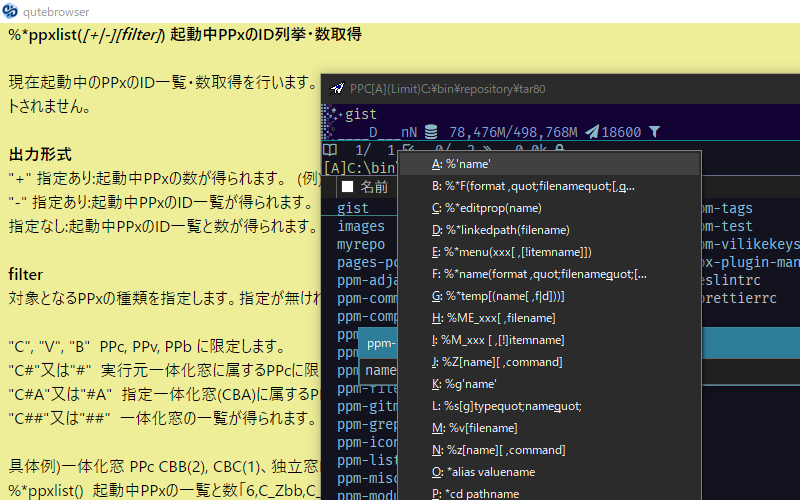 qutebrowser
%*ppxlist([+|-][filter]) 起動中PPxのID列挙・数取得
現在起動中のPPxのID一覧・数取得を行います。
トされません。
出力形式
"+" 指定あり:起動中PPxの数が得られます。 (例)
"-" 指定あり:起動中PPxのID一覧が得られます。
指定なし:起動中PPxのID一覧と数が得られます。
filter
対象となるPPxの種類を指定します。指定が無け
"C", "V", "B" PPc, PPv, PPb に限定します。
"C#"又は"#" 実行元一体化窓に属するPPcに限
"C#A"又は"#A" 指定一体化窓(CBA)に属するP
"C##"又は"##" 一体化窓の一覧が得られます。
具体例)一体化窓 PPc CBB(2), CBC(1)、独立窓
%*ppxlist() 起動中PPxの一覧と数「6,C_Zbb,C_
PPC[A](Limit)C:¥bin¥repository¥tar80
gist
D___nN 78,476M/498,768M 18600
1/ 1 0/ 2 0.0k
[A]C:\bin\
名前
gist
images
myrepo
pages-po
ppm-adja
ppm-comm
ppm-comp
ppm
ppm-
name
ppm
ppm-file
ppm-gitm
ppm-grep
ppm-icon
ppm-list
ppm-misc
ppm-modu
A: %'name'
B: %*F(format ,quot;filenamequot;[,q...
C: %*editprop(name)
D: %*linkedpath(filename)
E: %*menu(xxx[ ,[!itemname]])
F: %*name(format ,quot;filenamequot;[...
G: %*temp[(name[ ,f|d])]
H: %ME_xxx[ ,filename]
I: %M_xxx [ ,[!]itemname]
J: %Z[name][ ,command]
K: %g'name'
L: %s[g]typequot;namequot;
M: %v[filename]
N: %z[name][ ,command]
O: *alias valuename
P: *cd pathname
pm-tags
pm-test
pm-vilikekeys
px-plugin-man
eslintrc
prettierrc